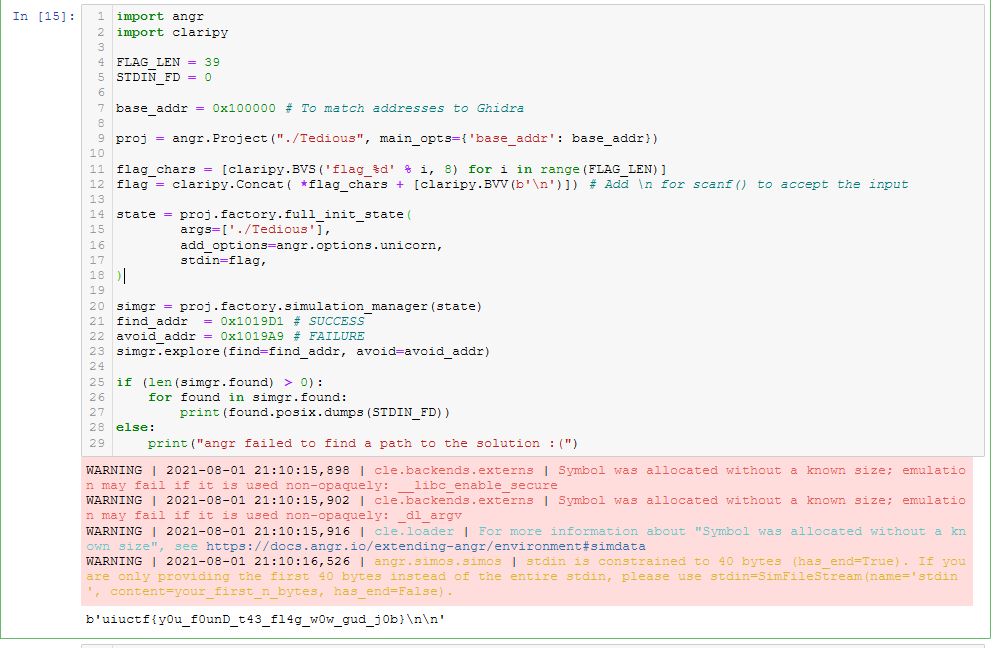 In [15]:
1 import angr
2 import claripy
3
4 FLAG_LEN = 39
5 STDIN_FD = 0
6
7 base_addr = 0x100000 # To match addresses to Ghidra
8
9 proj = angr.Project("./Tedious", main_opts={'base_addr': base_addr})
10
11 flag_chars = [claripy.BVS('flag_%d' % i, 8) for i in range(FLAG_LEN)]
12 flag = claripy.Concat( *flag_chars + [claripy.BVV(b'\n')]) # Add \n for scanf() to accept the input
13
14 state = proj.factory.full_init_state(
15         args=['./Tedious'],
16         add_options=angr.options.unicorn,
17         stdin=flag,
18 )
19
20 simgr = proj.factory.simulation_manager(state)
21 find_addr  = 0x1019D1 # SUCCESS
22 avoid_addr = 0x1019A9 # FAILURE
23 simgr.explore(find=find_addr, avoid=avoid_addr)
24
25 if (len(simgr.found) > 0):
26     for found in simgr.found:
27         print(found.posix.dumps(STDIN_FD))
28 else:
29     print("angr failed to find a path to the solution :(")
WARNING | 2021-08-01 21:10:15,898 | cle.backends.externs | Symbol was allocated without a known size; emulatio
n may fail if it is used non-opaquely: __libc_enable_secure
WARNING | 2021-08-01 21:10:15,902 | cle.backends.externs | Symbol was allocated without a known size; emulatio
n may fail if it is used non-opaquely: _dl_argv
WARNING | 2021-08-01 21:10:15,916 | cle.loader | For more information about "Symbol was allocated without a kn
own size", see https://docs.angr.io/extending-angr/environment#simdata
WARNING | 2021-08-01 21:10:16,526 | angr.simos.simos | stdin is constrained to 40 bytes (has_end=True). If you
are only providing the first 40 bytes instead of the entire stdin, please use stdin=SimFileStream(name='stdin
', content=your_first_n_bytes, has_end=False).
b'uiuctf{y0u_f0unD_t43_fl4g_w0w_gud_j0b}\n\n'